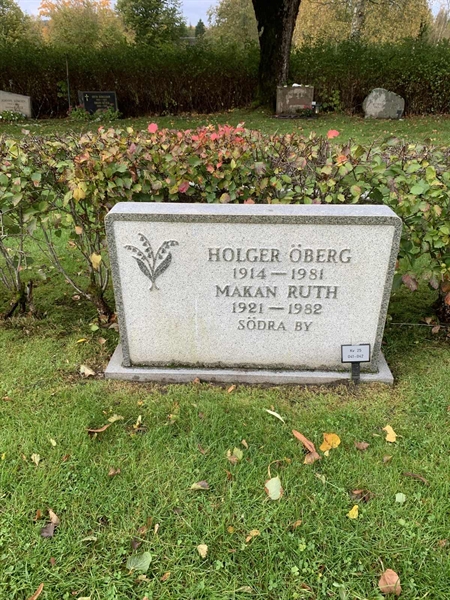 HOLGER ÖBERG
1914 — 1981
MAKAN RUTH
1921 — 1982
SÖDRA BY